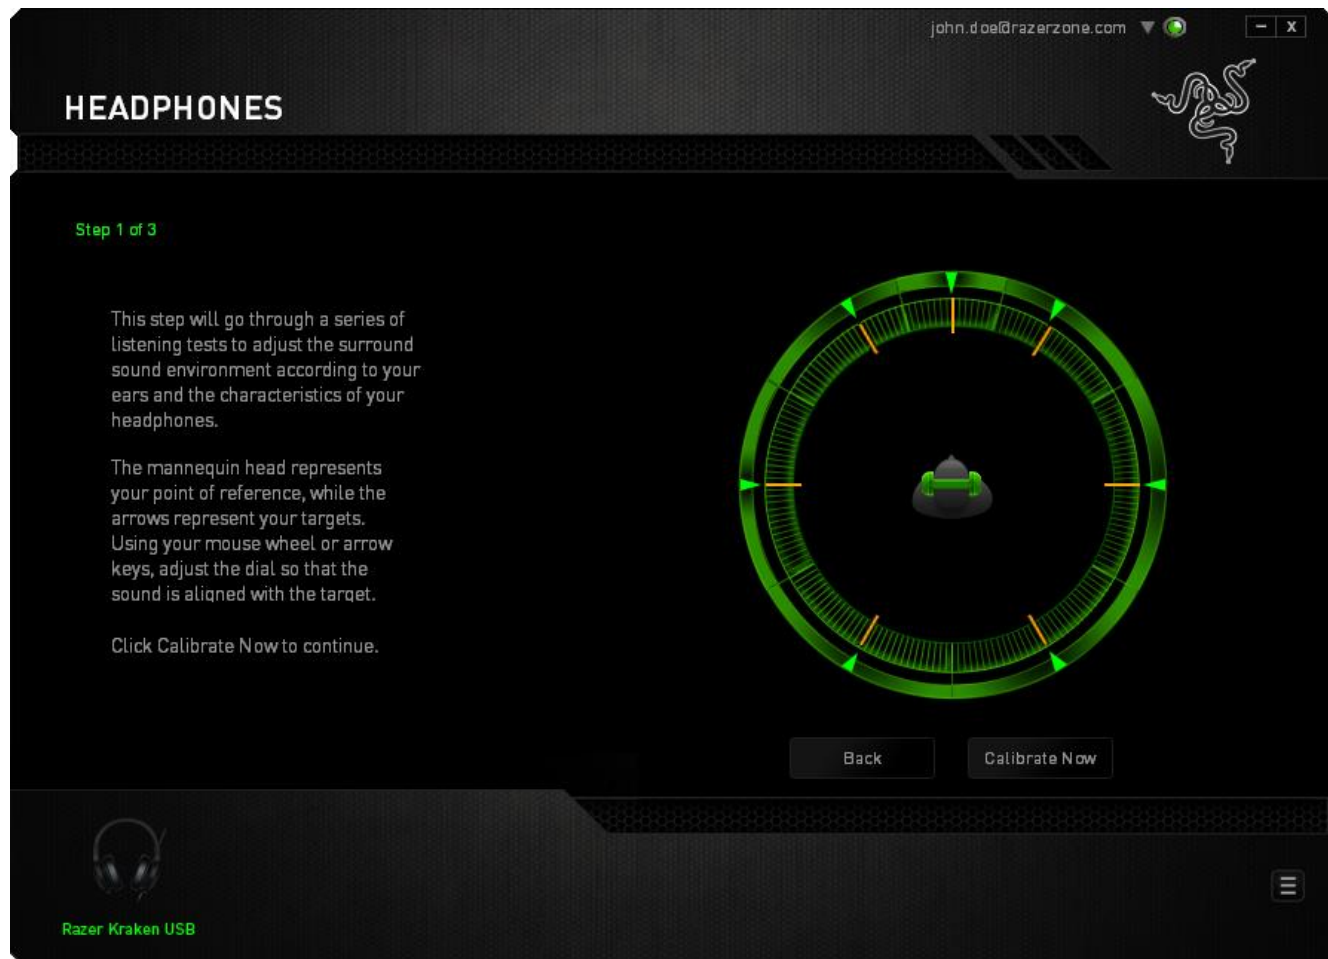 john.doe@razerzone.com
HEADPHONES
Step 1 of 3
This step will go through a series of
listening tests to adjust the surround
sound environment according to your
ears and the characteristics of your
headphones.
The mannequin head represents
your point of reference, while the
arrows represent your targets.
Using your mouse wheel or arrow
keys, adjust the dial so that the
sound is aligned with the target.
Click Calibrate Now to continue.
Back
Calibrate Now
Razer Kraken USB